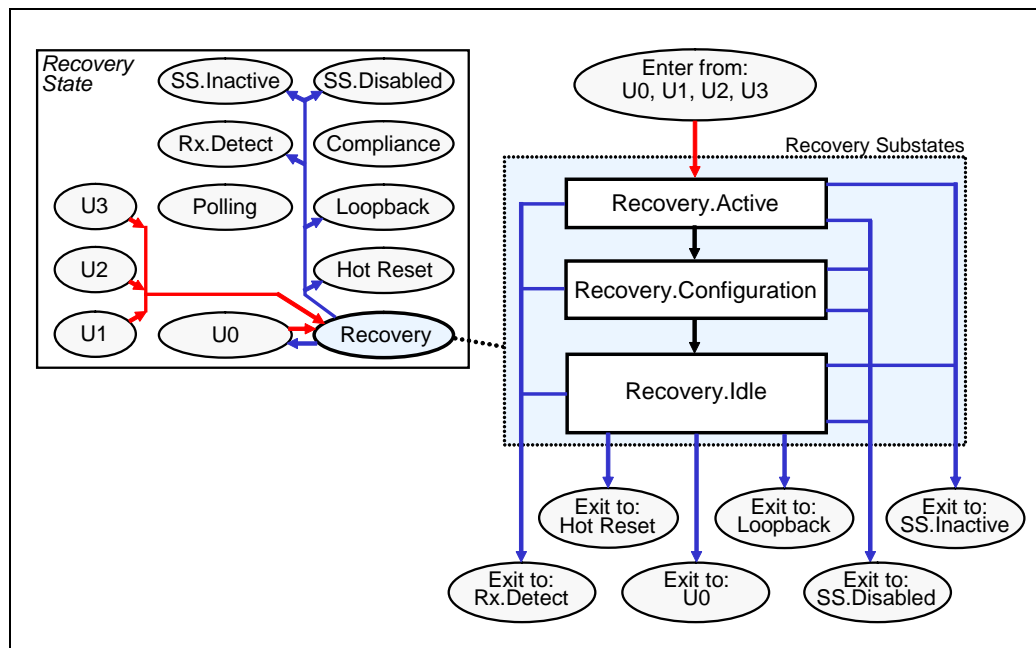 Recovery
State
SS.Inactive
SS.Disabled
Rx.Detect
Compliance
U3
Polling
Loopback
U2
Hot Reset
U1
U0
Recovery
Enter from:
U0, U1, U2, U3
Recovery Substates
Recovery.Active
Recovery.Configuration
Recovery.Idle
Exit to:
Hot Reset
Exit to:
Loopback
Exit to:
SS.Inactive
Exit to:
Rx.Detect
Exit to:
U0
Exit to:
SS.Disabled